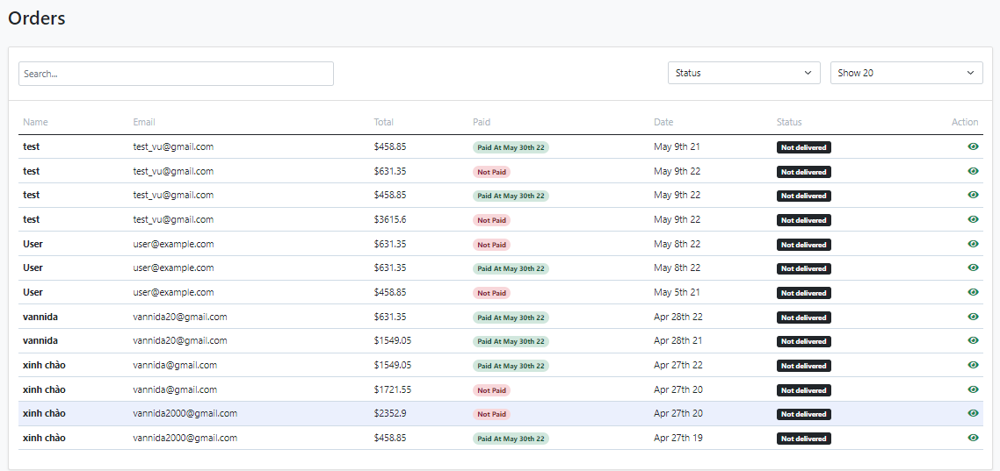 Orders
Search...
Status
Show 20
Name Email Total Paid Date Status Action
test test_vu@gmail.com $458.85 Paid At May 30th 22 May 9th 21 Not delivered
test test_vu@gmail.com $631.35 Not Paid May 9th 22 Not delivered
test test_vu@gmail.com $458.85 Paid At May 30th 22 May 9th 22 Not delivered
test test_vu@gmail.com $3615.6 Not Paid May 9th 22 Not delivered
User user@example.com $631.35 Not Paid May 8th 22 Not delivered
User user@example.com $631.35 Paid At May 30th 22 May 8th 22 Not delivered
User user@example.com $458.85 Not Paid May 5th 21 Not delivered
vannida vannida20@gmail.com $631.35 Paid At May 30th 22 Apr 28th 22 Not delivered
vannida vannida20@gmail.com $1549.05 Paid At May 30th 22 Apr 28th 21 Not delivered
xinh chào vannida@gmail.com $1549.05 Paid At May 30th 22 Apr 27th 22 Not delivered
xinh chào vannida@gmail.com $1721.55 Not Paid Apr 27th 20 Not delivered
xinh chào vannida2000@gmail.com $2352.9 Not Paid Apr 27th 20 Not delivered
xinh chào vannida2000@gmail.com $458.85 Paid At May 30th 22 Apr 27th 19 Not delivered